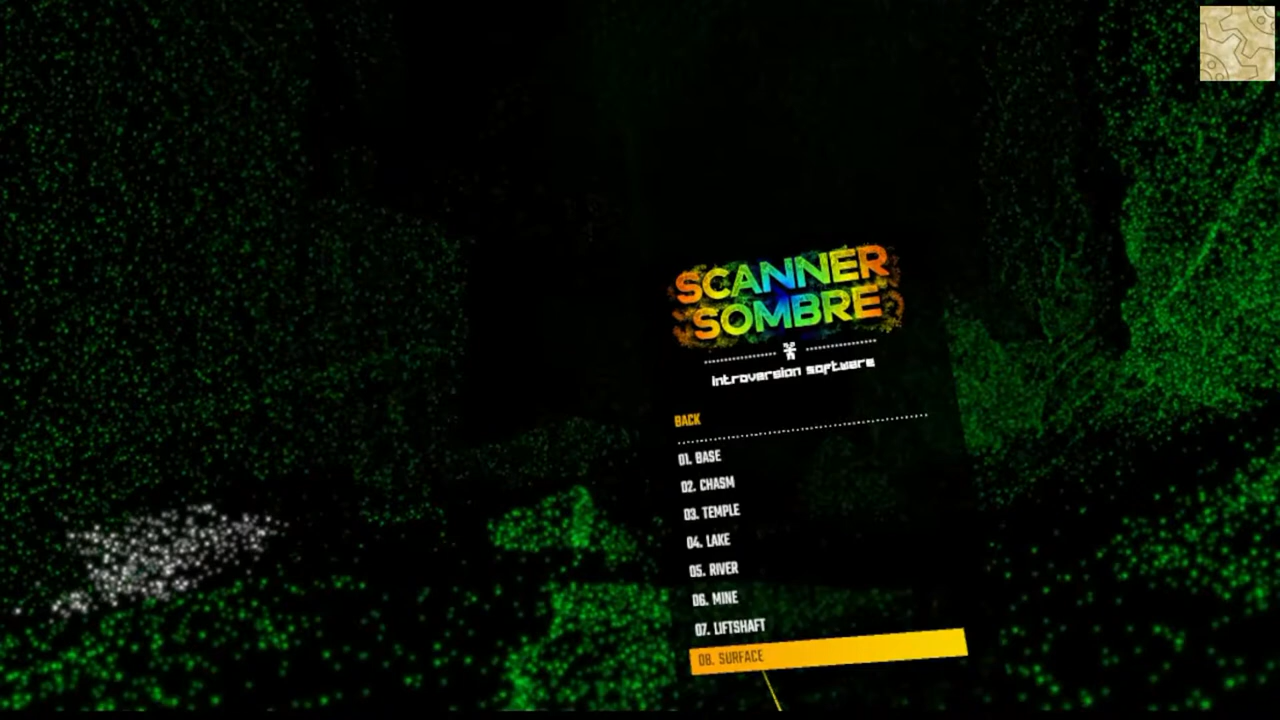 SCANNER
SOMBRE
introversion software
BACK
01. BASE
02. CHASM
03. TEMPLE
04. LAKE
05. RIVER
06. MINE
07. LIFTSHAFT
08. SURFACE